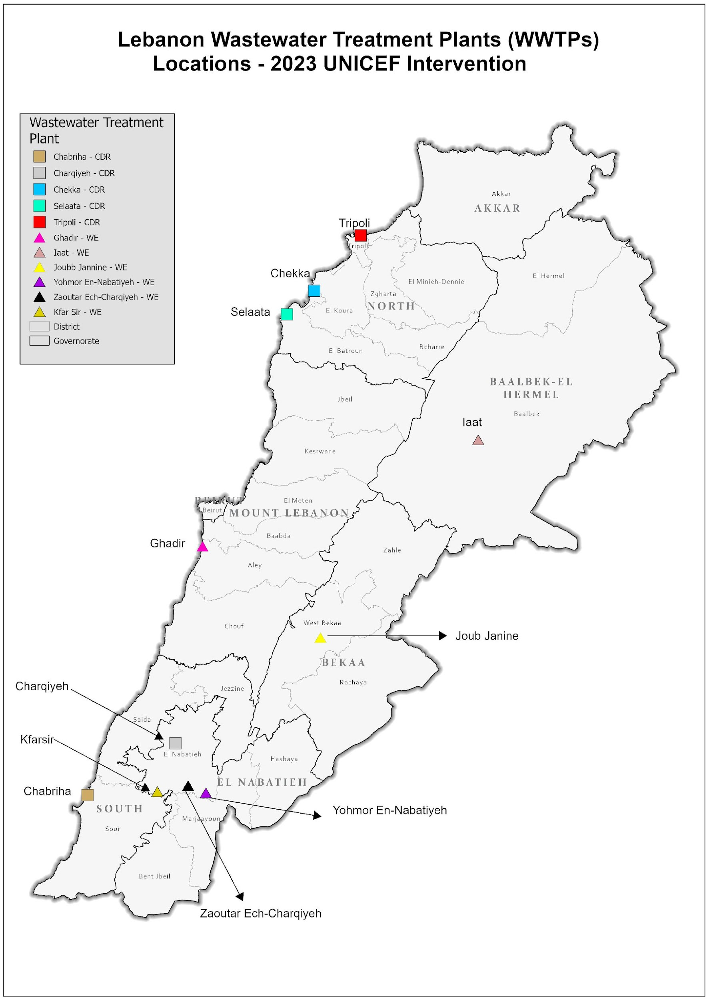 Lebanon Wastewater Treatment Plants (WWTPs)
Locations - 2023 UNICEF Intervention
Wastewater Treatment
Plant
Chabriha - CDR
Charqiyeh - CDR
Chekka - CDR
Selaata - CDR
Tripoli - CDR
Ghadir - WE
Iaat - WE
Joubb Jannine - WE
Yohmor En-Nabatiyeh - WE
Zaoutar Ech-Charqiyeh - WE
Kfar Sir - WE
District
Governorate
Akkar
AKKAR
Tripoli
Tripoli
Chekka
El Hermel
El Minieh-Dennie
Zgharta
NORTH
El Koura
Selaata
Bcharre
El Batroun
BAALBEK-EL
HERMEL
Jbeil
Baalbek
Iaat
Kesrwane
BEIRUT
El Meten
Beirut
MOUNT LEBANON
Baabda
Ghadir
Zahle
Aley
West Bekaa
Chouf
Joub Janine
BEKAA
Rachaya
Charqiyeh
Jezzine
Saida
Kfarsir
El Nabatieh
Hasbaya
EL NABATIEH
Chabriha
SOUTH
Yohmor En-Nabatiyeh
Marjaayoun
Sour
Bent Jbeil
Zaoutar Ech-Charqiyeh